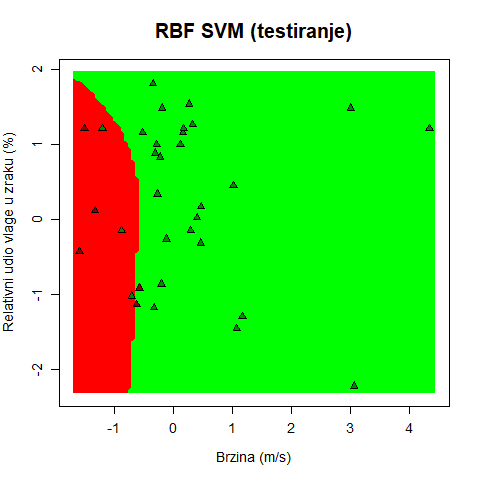 RBF SVM (testiranje)
Relativni udio vlage u zraku (%)
2
1
0
-1
-2
-1 0 1 2 3 4
Brzina (m/s)